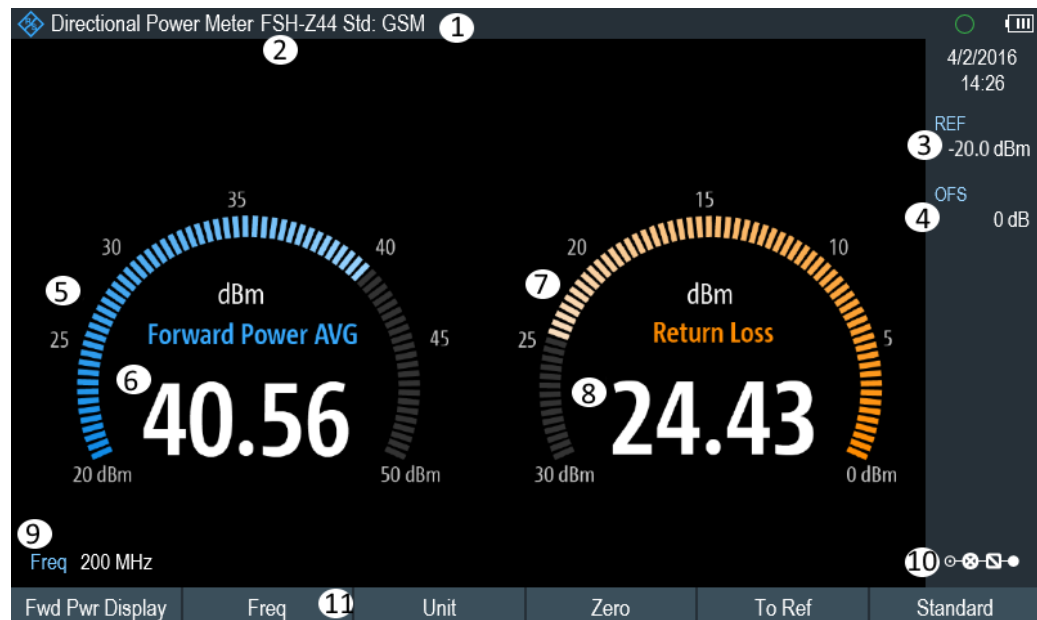 Directional Power Meter FSH-Z44 Std: GSM 1
2
4/2/2016
14:26
REF
3 -20.0 dBm
OFS
4 0 dB
35
30 40
5
25 45
dBm
Forward Power AVG
6 40.56
20 dBm 50 dBm
15
20 10
7
25 5
dBm
Return Loss
8 24.43
30 dBm 0 dBm
9
Freq 200 MHz
10
Fwd Pwr Display Freq 11 Unit Zero To Ref Standard